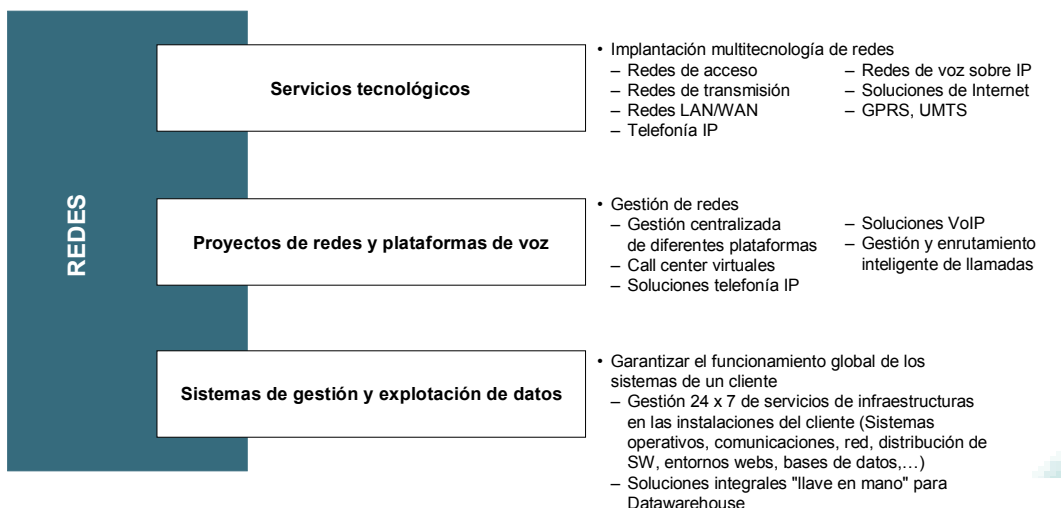 REDES
Servicios tecnológicos
• Implantación multitecnología de redes
– Redes de acceso
– Redes de transmisión
– Redes LAN/WAN
– Telefonía IP
– Redes de voz sobre IP
– Soluciones de Internet
– GPRS, UMTS
Proyectos de redes y plataformas de voz
• Gestión de redes
– Gestión centralizada
de diferentes plataformas
– Call center virtuales
– Soluciones telefonía IP
– Soluciones VoIP
– Gestión y enrutamiento
inteligente de llamadas
Sistemas de gestión y explotación de datos
• Garantizar el funcionamiento global de los
sistemas de un cliente
– Gestión 24 x 7 de servicios de infraestructuras
en las instalaciones del cliente (Sistemas
operativos, comunicaciones, red, distribución de
SW, entornos webs, bases de datos,…)
– Soluciones integrales "llave en mano" para
Datawarehouse